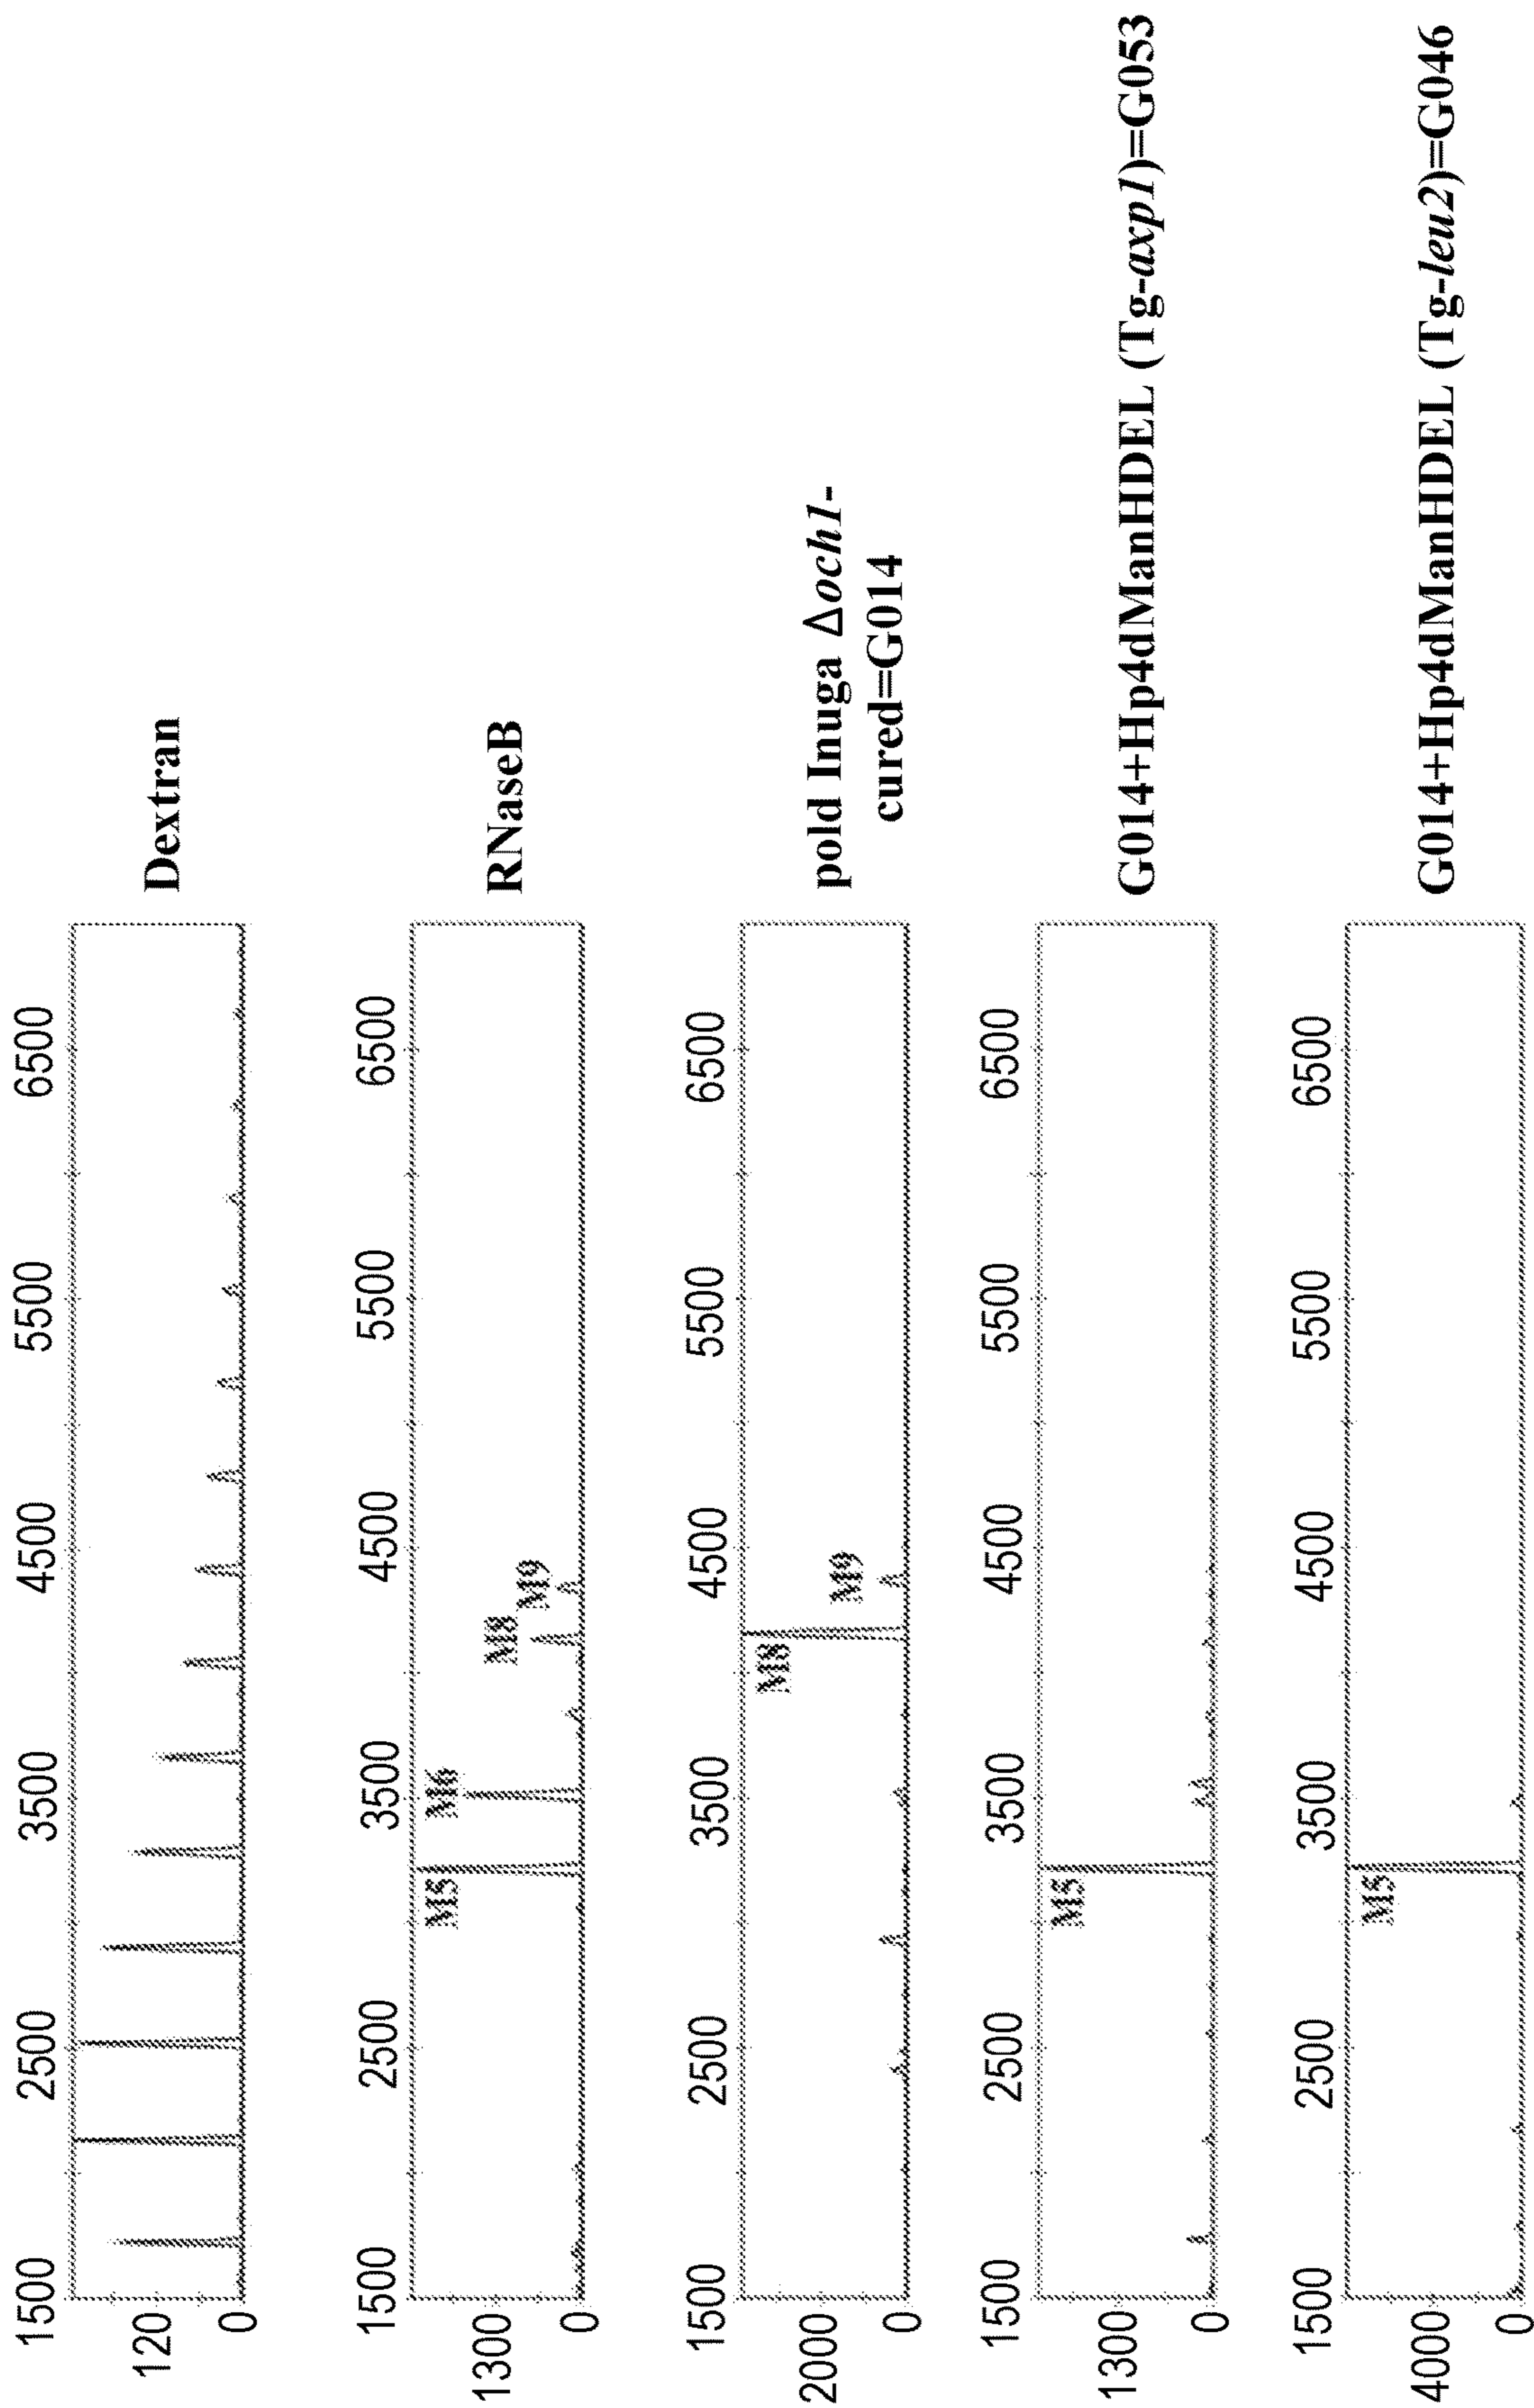 1500 2500 3500 4500 5500 6500
120
0
Dextran
1500 2500 3500 4500 5500 6500
1300
0
M5 M6 M8 M9
RNaseB
1500 2500 3500 4500 5500 6500
2000
0
M8 M9
pold Inuga Δoch1-
cured=G014
1500 2500 3500 4500 5500 6500
1300
0
M5
G014+Hp4dManHDEL (Tg-axp1)=G053
1500 2500 3500 4500 5500 6500
4000
0
M5
G014+Hp4dManHDEL (Tg-leu2)=G046